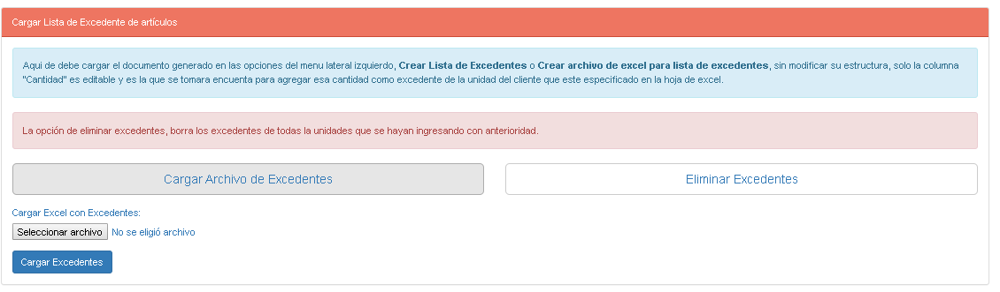 Cargar Lista de Excedente de artículos
Aqui de debe cargar el documento generado en las opciones del menu lateral izquierdo, Crear Lista de Excedentes o Crear archivo de excel para lista de excedentes, sin modificar su estructura, solo la columna
"Cantidad" es editable y es la que se tomara encuenta para agregar esa cantidad como excedente de la unidad del cliente que este especificado en la hoja de excel.
La opción de eliminar excedentes, borra los excedentes de todas la unidades que se hayan ingresando con anterioridad.
Cargar Archivo de Excedentes
Eliminar Excedentes
Cargar Excel con Excedentes:
Seleccionar archivo No se eligió archivo
Cargar Excedentes